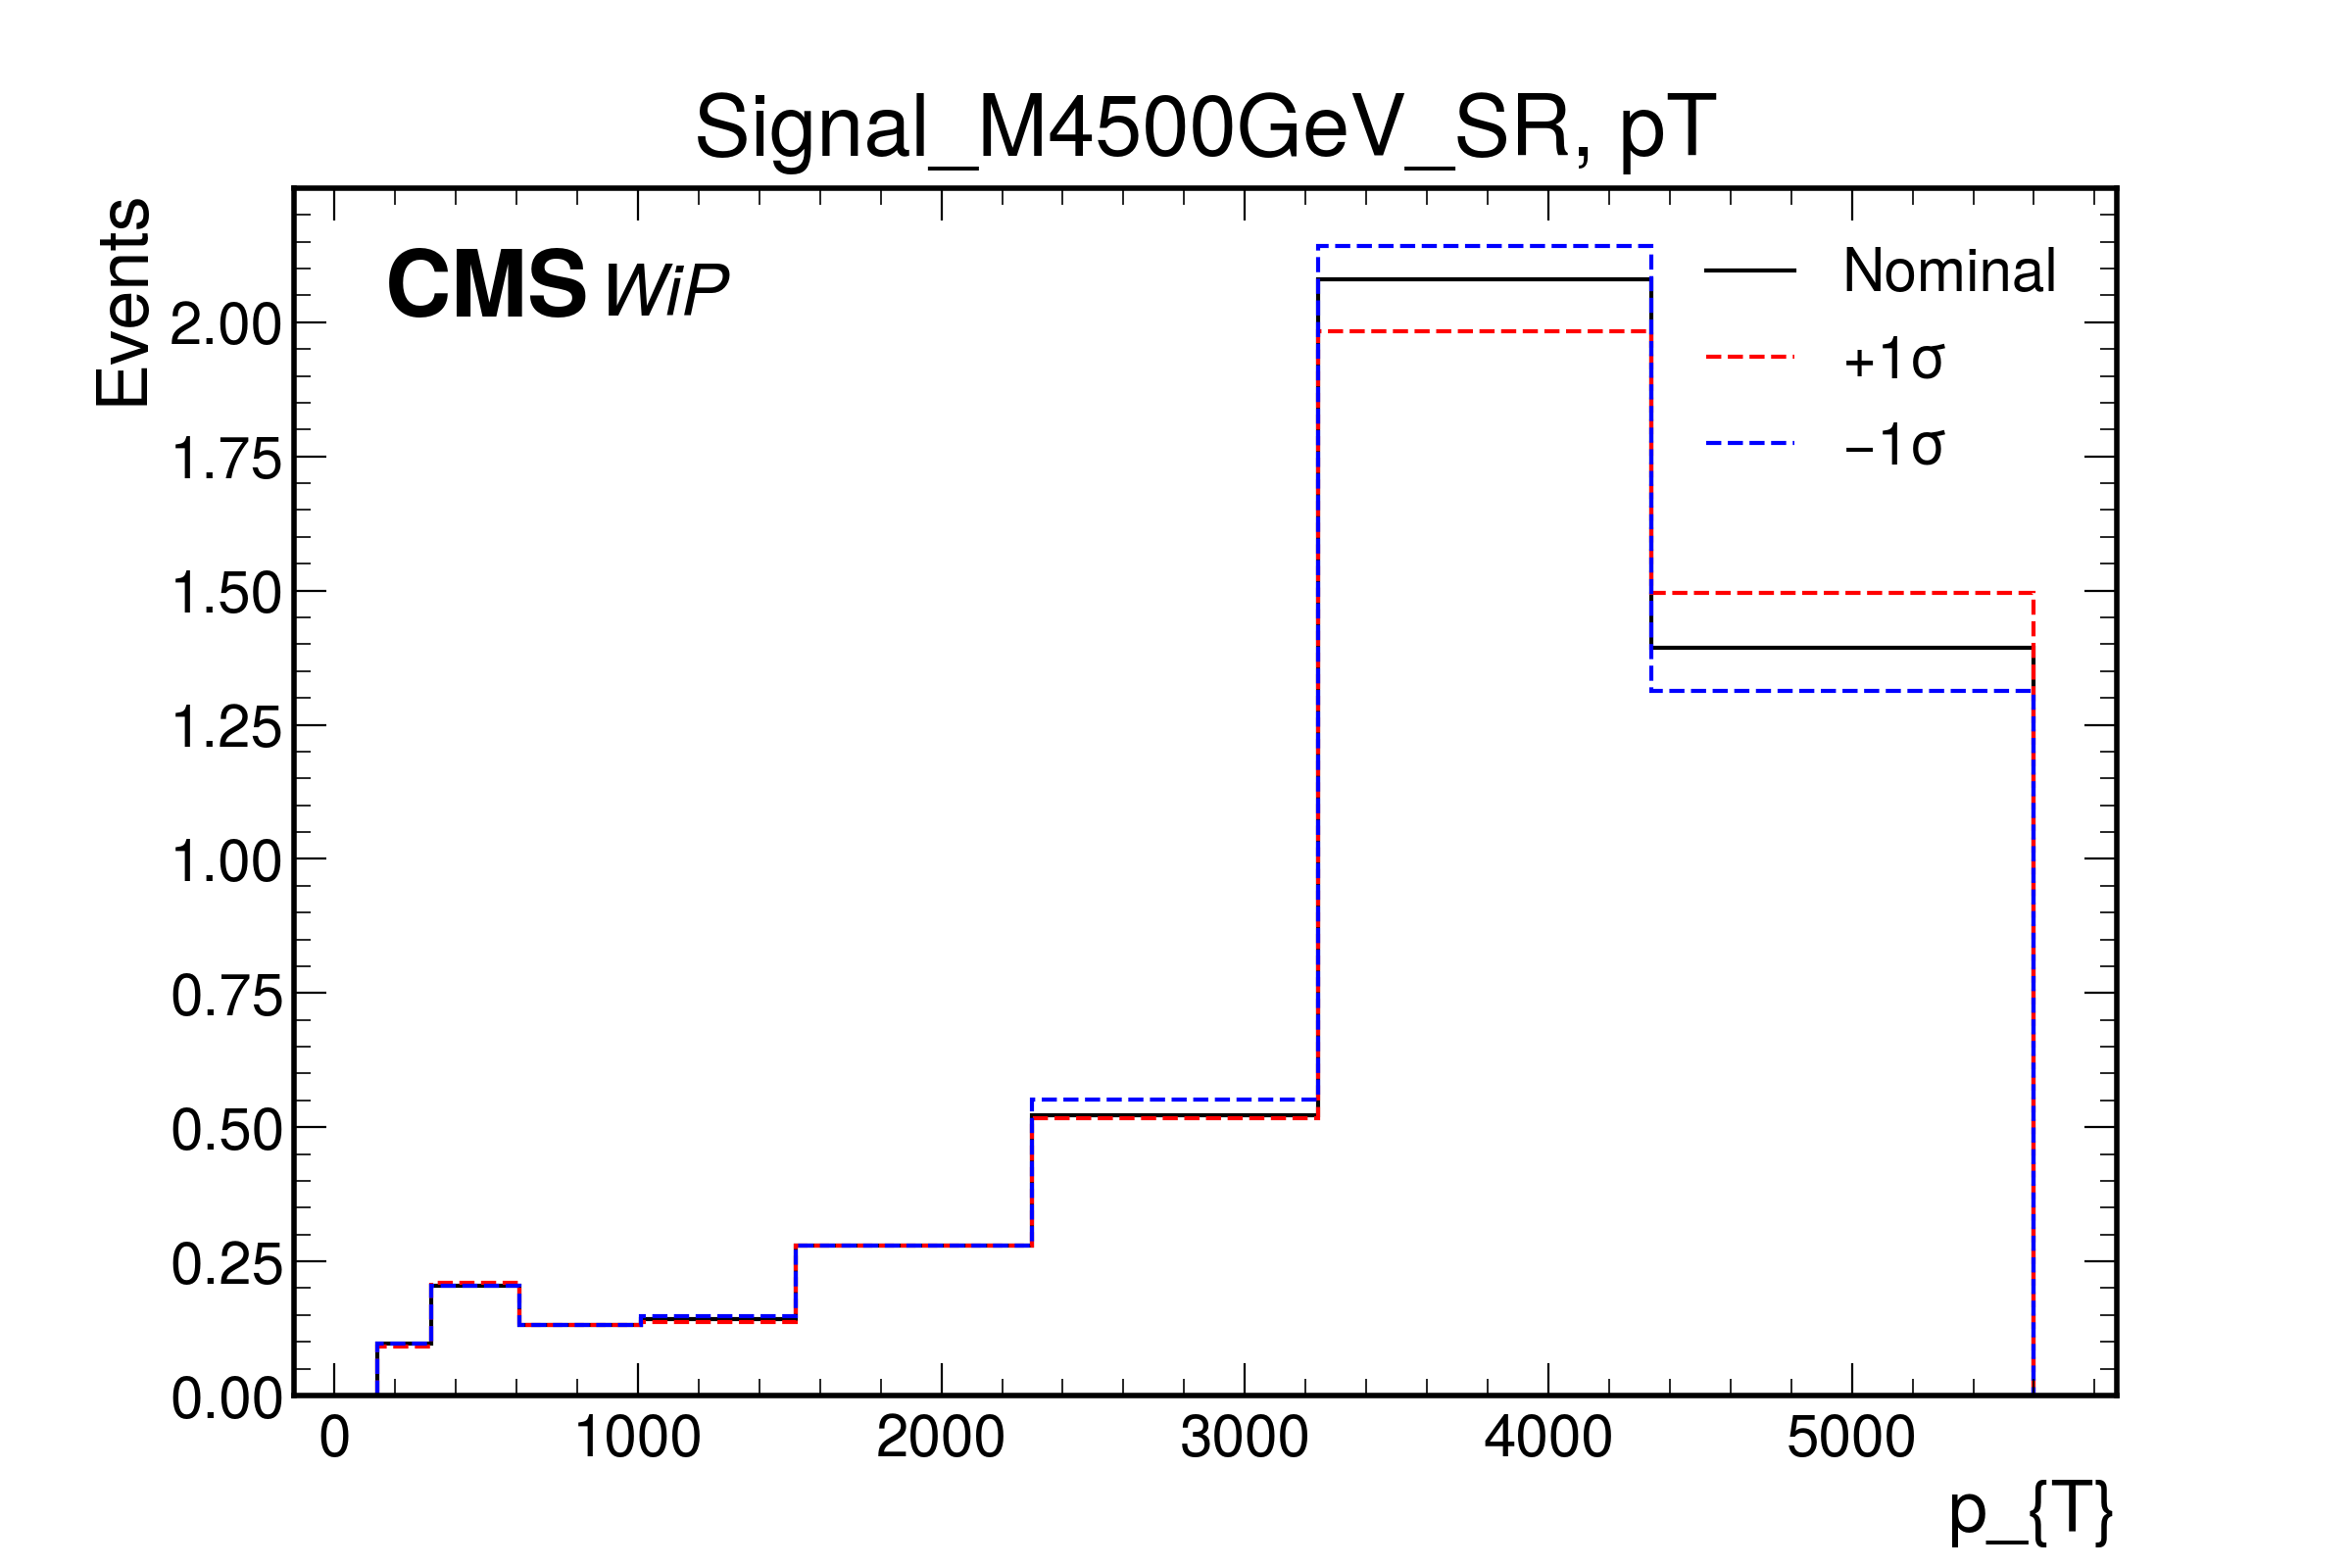 Signal_M4500GeV_SR, pT
Events
CMS WiP
Nominal
+1σ
−1σ
2.00
1.75
1.50
1.25
1.00
0.75
0.50
0.25
0.00
0 1000 2000 3000 4000 5000
p_{T}